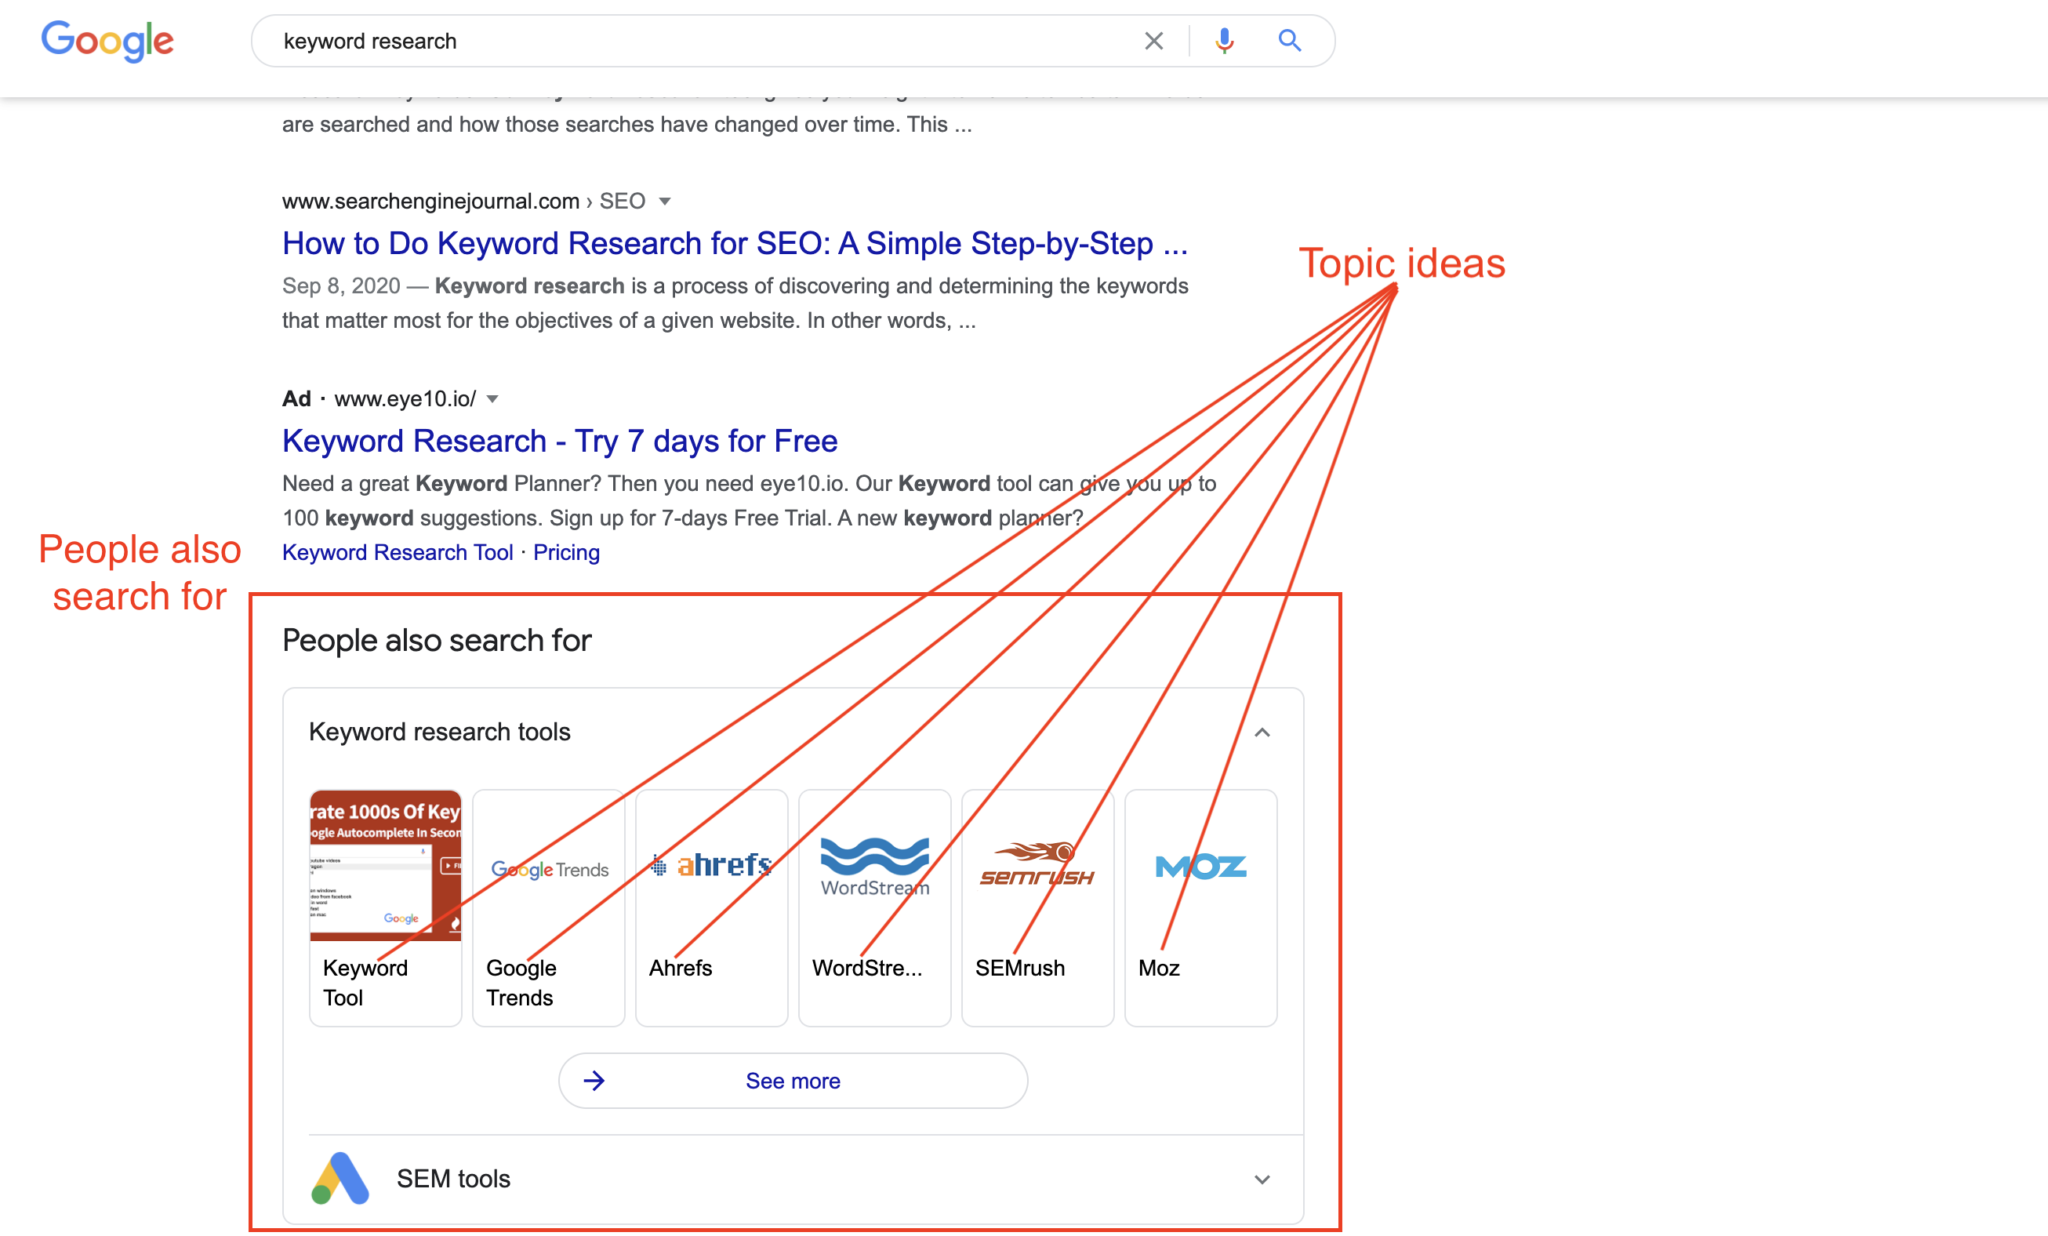 Google
keyword research
are searched and how those searches have changed over time. This ...
www.searchenginejournal.com › SEO
How to Do Keyword Research for SEO: A Simple Step-by-Step ...
Topic ideas
Sep 8, 2020 — Keyword research is a process of discovering and determining the keywords
that matter most for the objectives of a given website. In other words, ...
Ad · www.eye10.io/
Keyword Research - Try 7 days for Free
Need a great Keyword Planner? Then you need eye10.io. Our Keyword tool can give you up to
100 keyword suggestions. Sign up for 7-days Free Trial. A new keyword planner?
Keyword Research Tool · Pricing
People also
search for
People also search for
Keyword research tools
rate 1000s Of Key
ogle Autocomplete In Secon
Google
Google Trends
ahrefs
WordStream
semrush
MOZ
Keyword
Tool
Google
Trends
Ahrefs
WordStre...
SEMrush
Moz
See more
SEM tools